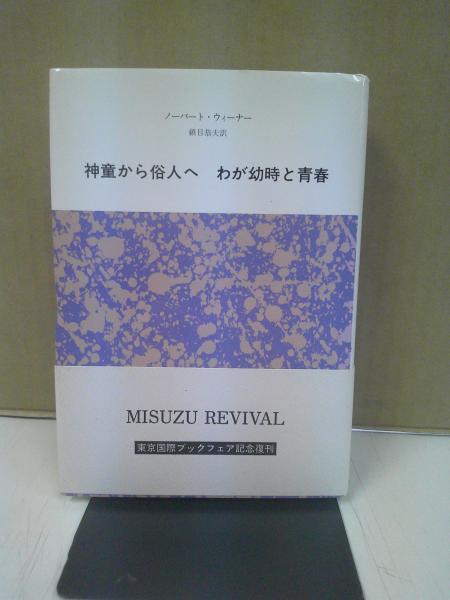 ノーバート・ウィーナー
鎮目恭夫訳
神童から俗人へ わが幼時と青春
MISUZU REVIVAL
東京国際ブックフェア記念復刊